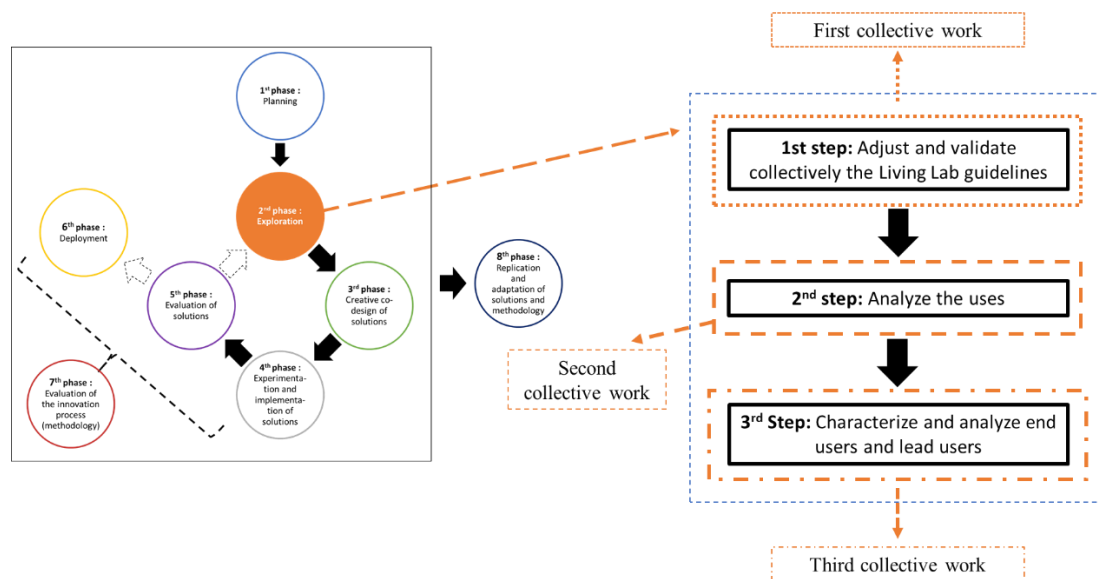 1st phase :
Planning
2nd phase :
Exploration
3rd phase :
Creative co-
design of
solutions
4th phase :
Experimenta-
tion and
implementa-
tion of
solutions
5th phase :
Evaluation of
solutions
6th phase :
Deployment
7th phase :
Evaluation of
the innovation
process
(methodology)
8th phase :
Replication
and
adaptation of
solutions and
methodology
First collective work
1st step: Adjust and validate
collectively the Living Lab guidelines
2nd step: Analyze the uses
Second
collective work
3rd Step: Characterize and analyze end
users and lead users
Third collective work